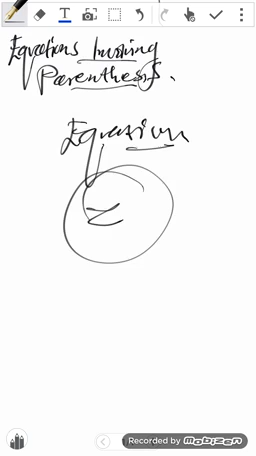 Equations Involving
Parenthesis.
Equation
=
Recorded by mobizen